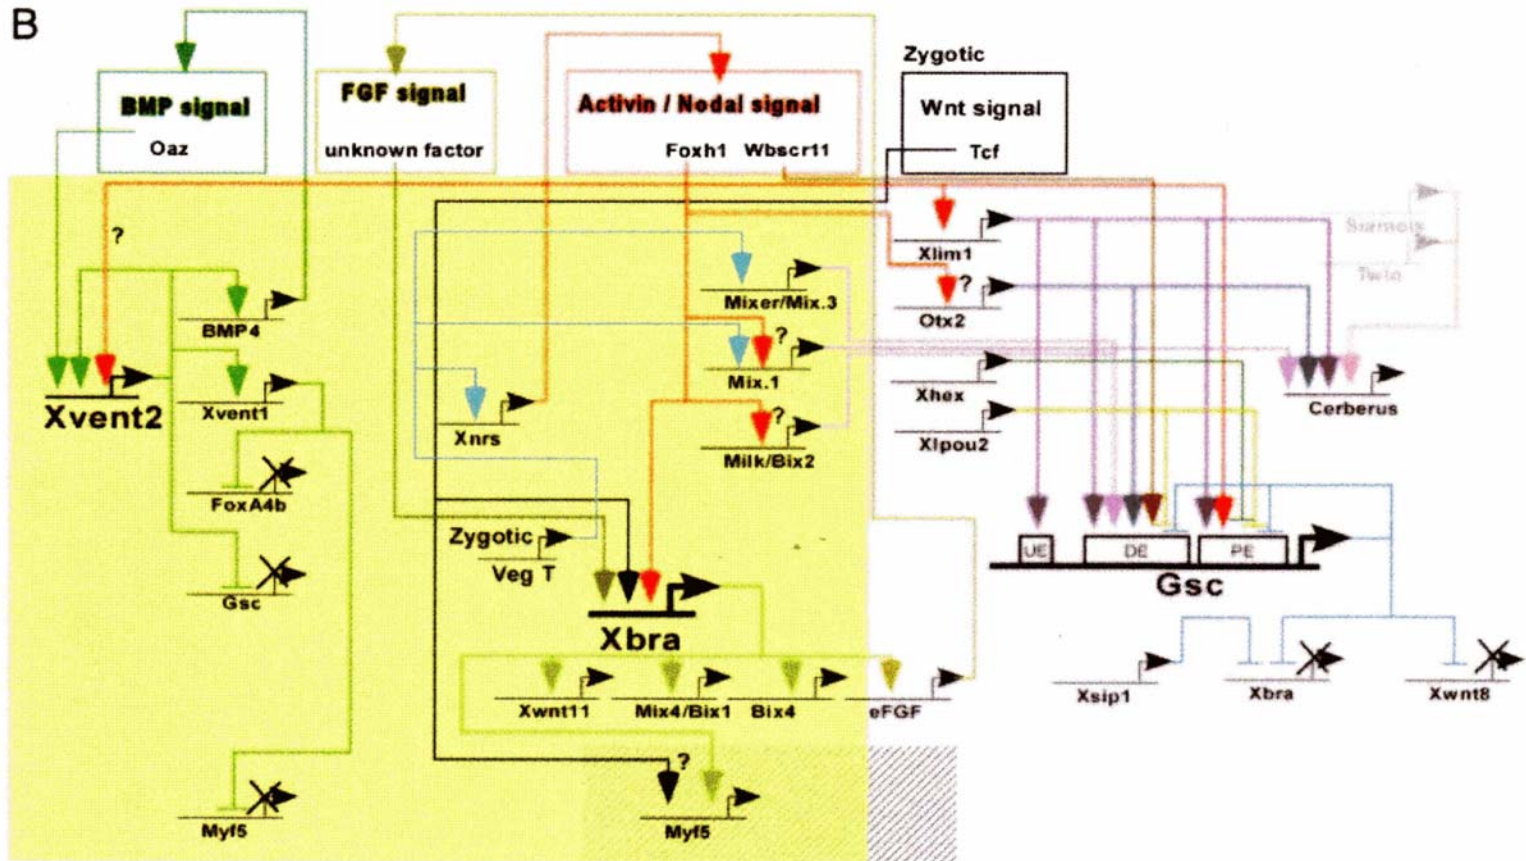 B
Zygotic
BMP signal
FGF signal
Activin / Nodal signal
Wnt signal
Oaz
unknown factor
Foxh1
Wbscr11
Tcf
?
Siamois
Xlim1
Twin
Mixer/Mix.3
?
Otx2
BMP4
?
Mix.1
Xvent2
Xvent1
Xhex
Cerberus
Xnrs
?
Milk/Bix2
Xlpou2
FoxA4b
Zygotic
Veg T
UE
DE
PE
Gsc
Gsc
Xbra
Xwnt11
Mix4/Bix1
Bix4
eFGF
Xsip1
Xbra
Xwnt8
?
Myf5
Myf5